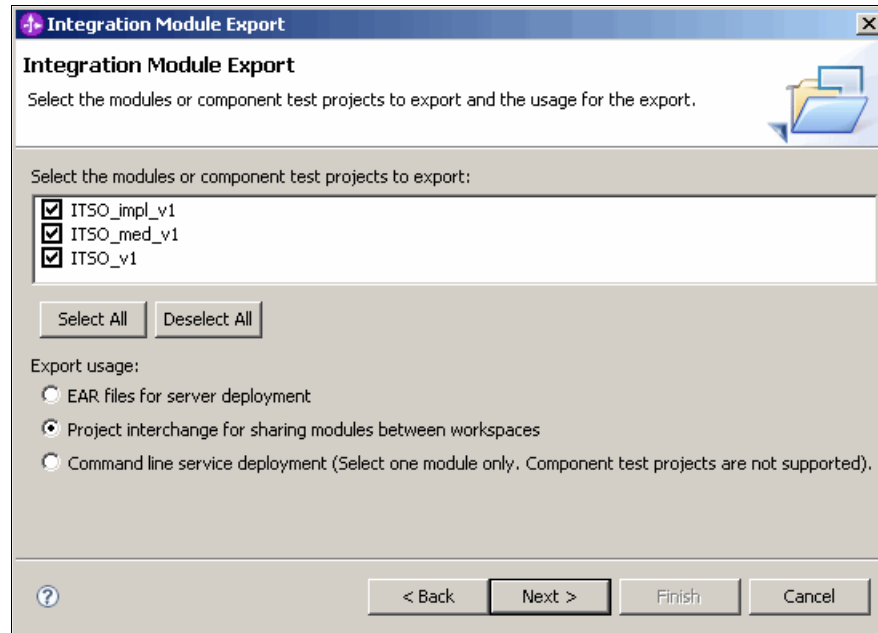 Integration Module Export
Integration Module Export
Select the modules or component test projects to export and the usage for the export.
Select the modules or component test projects to export:
ITSO_impl_v1
ITSO_med_v1
ITSO_v1
Select All Deselect All
Export usage:
EAR files for server deployment
Project interchange for sharing modules between workspaces
Command line service deployment (Select one module only. Component test projects are not supported).
? < Back Next > Finish Cancel